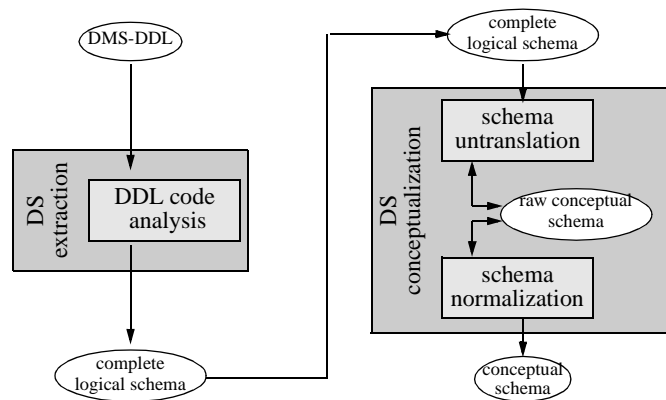 DMS-DDL
DS
extraction
DDL code
analysis
complete
logical schema
complete
logical schema
DS
conceptualization
schema
untranslation
raw conceptual
schema
schema
normalization
conceptual
schema